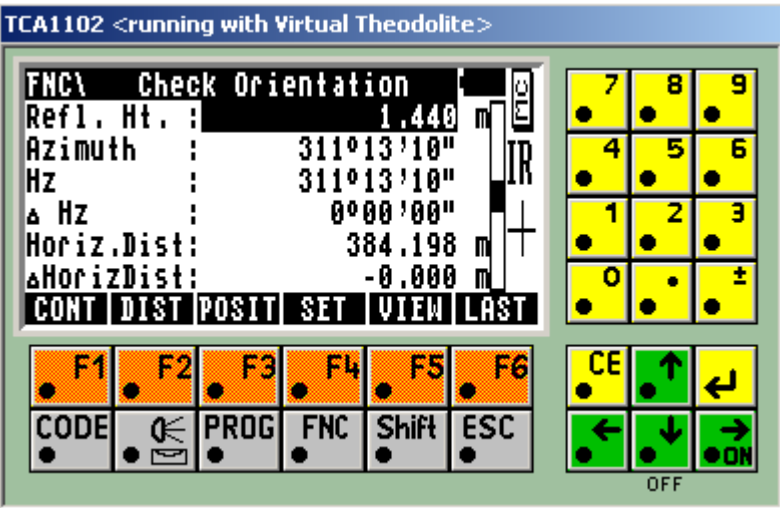 TCA1102 <running with Virtual Theodolite>
FNC\ Check Orientation MC
Refl. Ht. : 1.440 m
Azimuth : 311°13'10"
Hz : 311°13'10" IR
△ Hz : 0°00'00"
Horiz.Dist: 384.198 m
△HorizDist: -0.000 m
CONT DIST POSIT SET VIEW LAST
7 8 9
4 5 6
1 2 3
0 . ±
F1 F2 F3 F4 F5 F6
CE ↑ ↵
CODE PROG FNC Shift ESC
← ↓ → ON
OFF